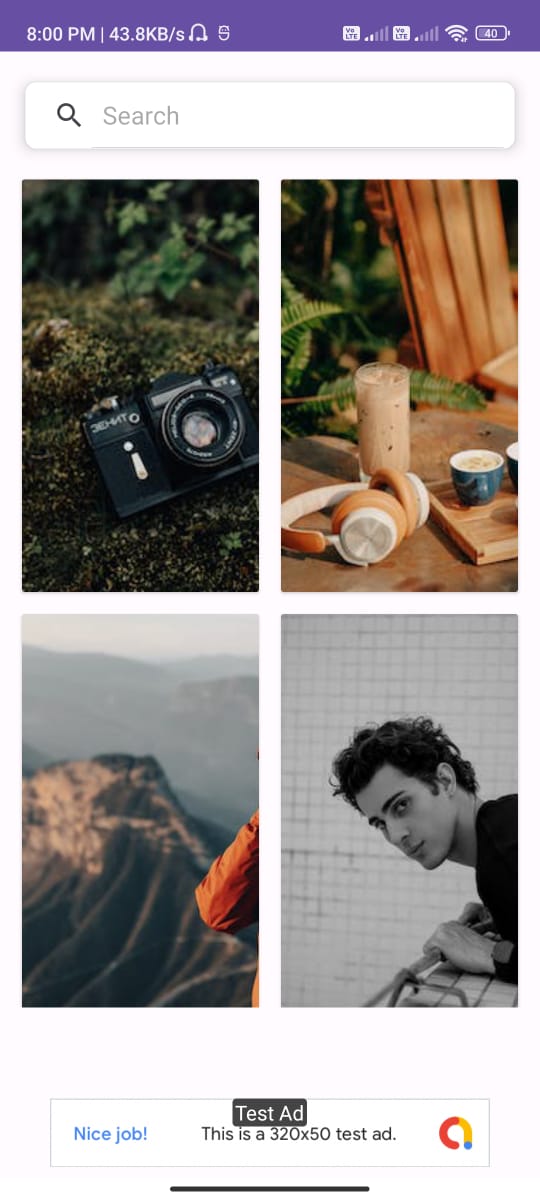 8:00 PM | 43.8KB/s
Vo LTE Vo LTE 40
Search
ЗЕНИТ
Test Ad
Nice job! This is a 320x50 test ad.